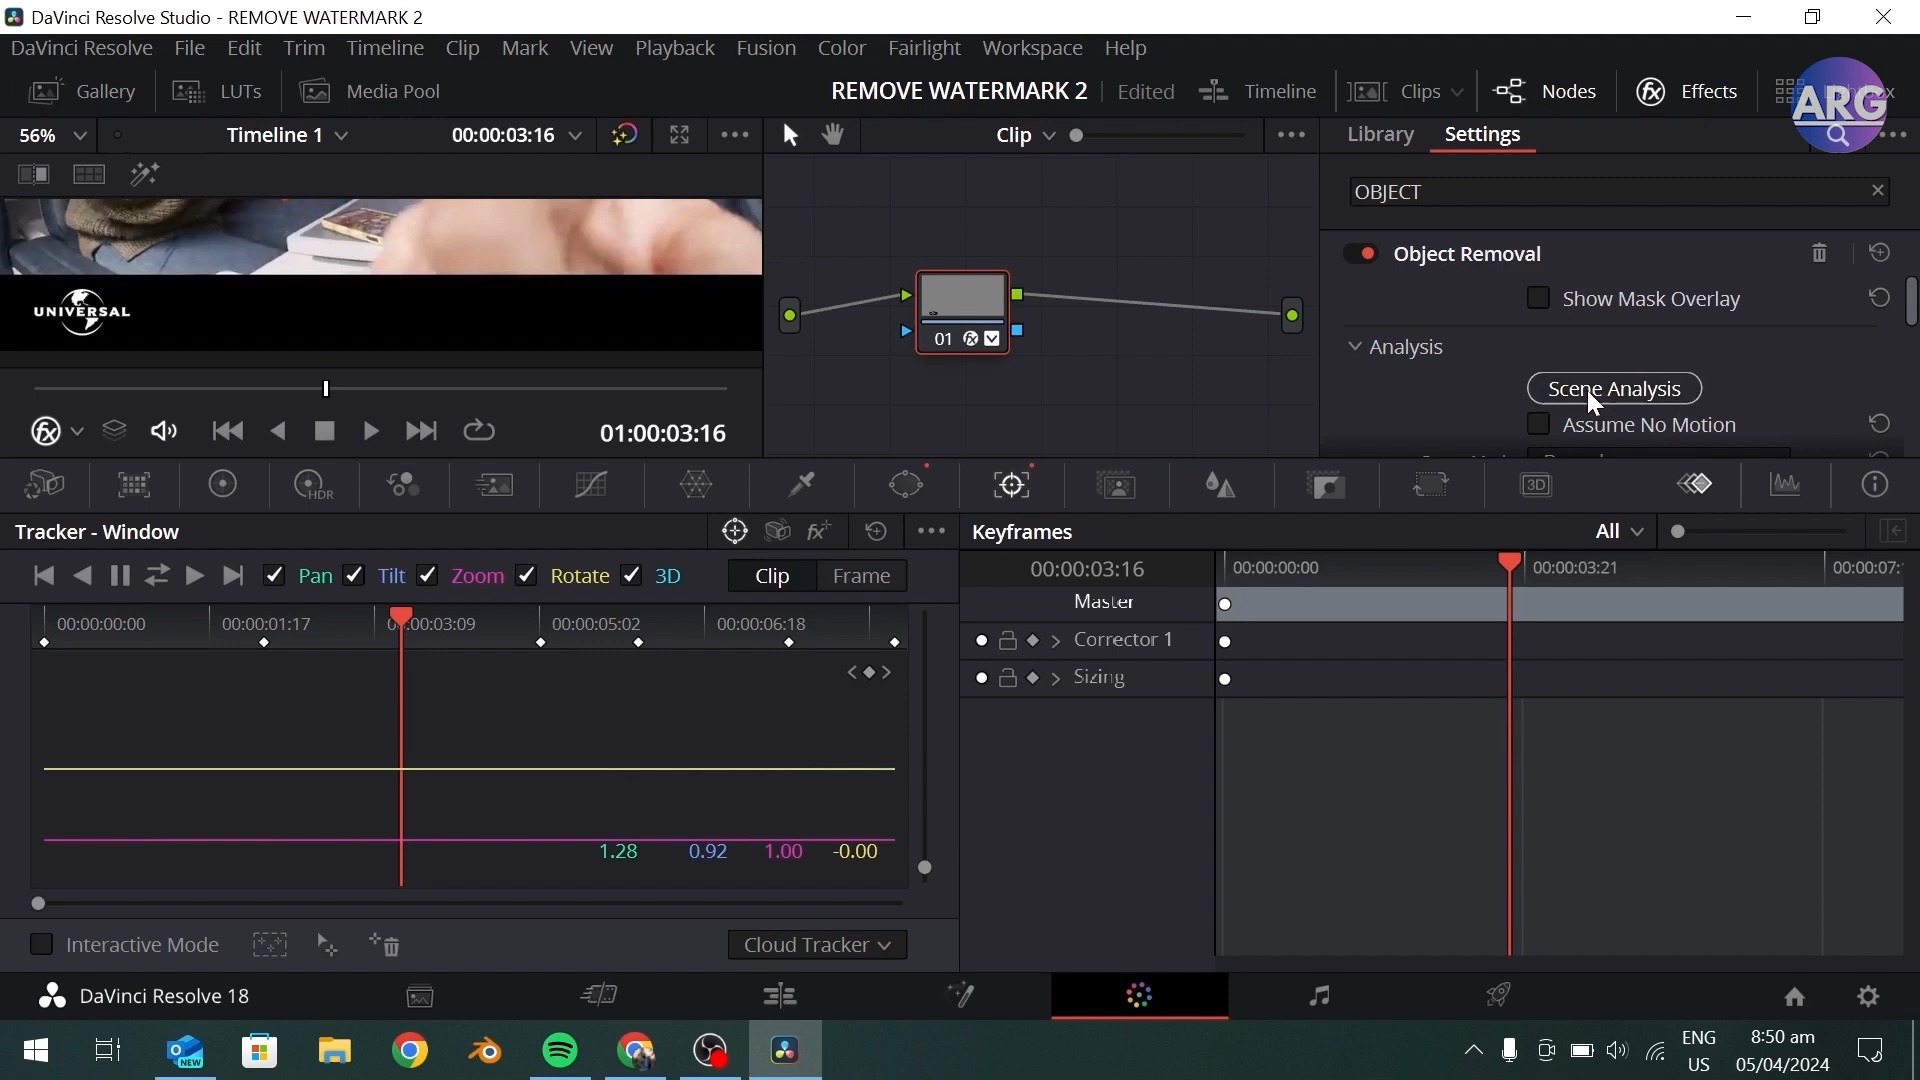 DaVinci Resolve Studio - REMOVE WATERMARK 2
DaVinci Resolve File Edit Trim Timeline Clip Mark View Playback Fusion Color Fairlight Workspace Help
Gallery LUTs Media Pool REMOVE WATERMARK 2 Edited Timeline Clips Nodes Effects
ARG
56% Timeline 1 00:00:03:16 Clip Library Settings
OBJECT
Object Removal
Show Mask Overlay
UNIVERSAL
01
Analysis
Scene Analysis
01:00:03:16
Assume No Motion
HDR
3D
Tracker - Window
Keyframes All
Pan Tilt Zoom Rotate 3D Clip Frame
00:00:03:16 00:00:00:00 00:00:03:21 00:00:07:
Master
00:00:00:00 00:00:01:17 00:00:03:09 00:00:05:02 00:00:06:18
Corrector 1
Sizing
1.28 0.92 1.00 -0.00
Interactive Mode Cloud Tracker
DaVinci Resolve 18
NEW
ENG
US
8:50 am
05/04/2024